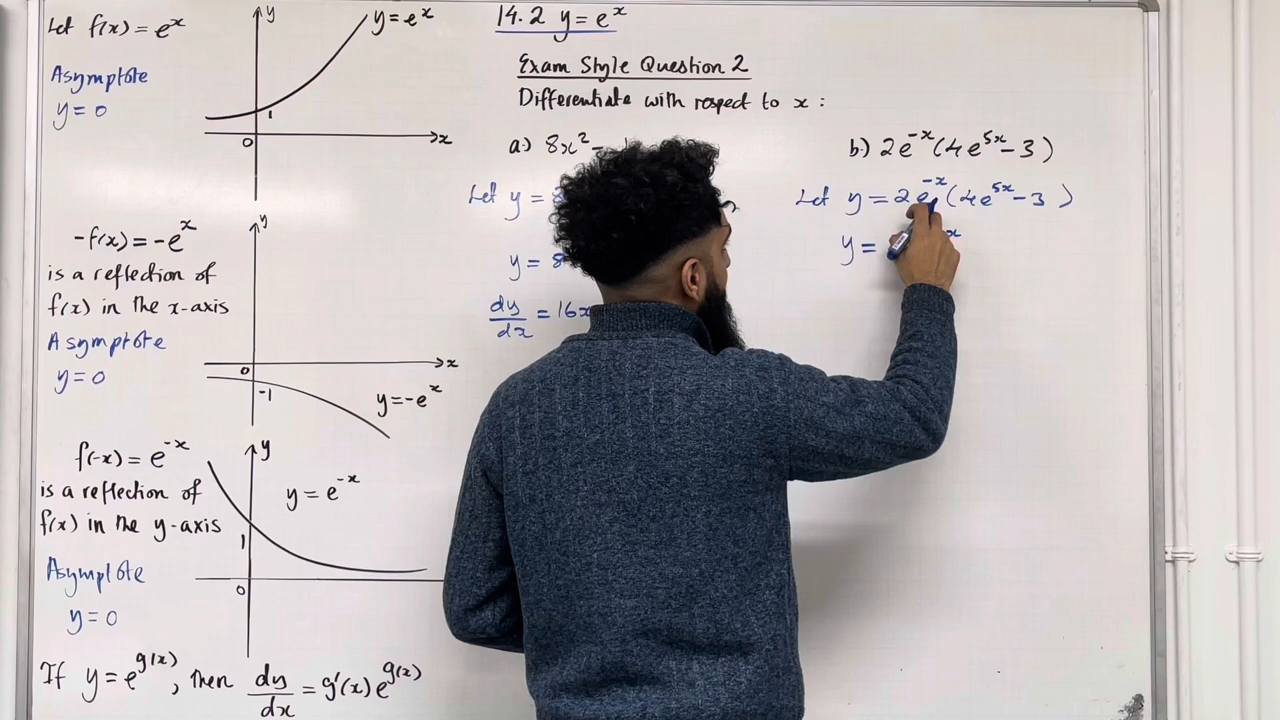 Let f(x) = e^x
Asymptote
y = 0
y
y = e^x
1
0
x
-f(x) = -e^x
is a reflection of
f(x) in the x-axis
Asymptote
y = 0
y
0
x
-1
y = -e^x
f(-x) = e^-x
is a reflection of
f(x) in the y-axis
Asymptote
y = 0
y
y = e^-x
1
0
If y = e^g(x), then dy/dx = g'(x)e^g(x)
14.2 y = e^x
Exam Style Question 2
Differentiate with respect to x :
a.) 8x^2 -
Let y =
y = 8
dy/dx = 16x
b.) 2e^-x(4e^5x - 3)
Let y = 2e^-x(4e^5x - 3)
y = x